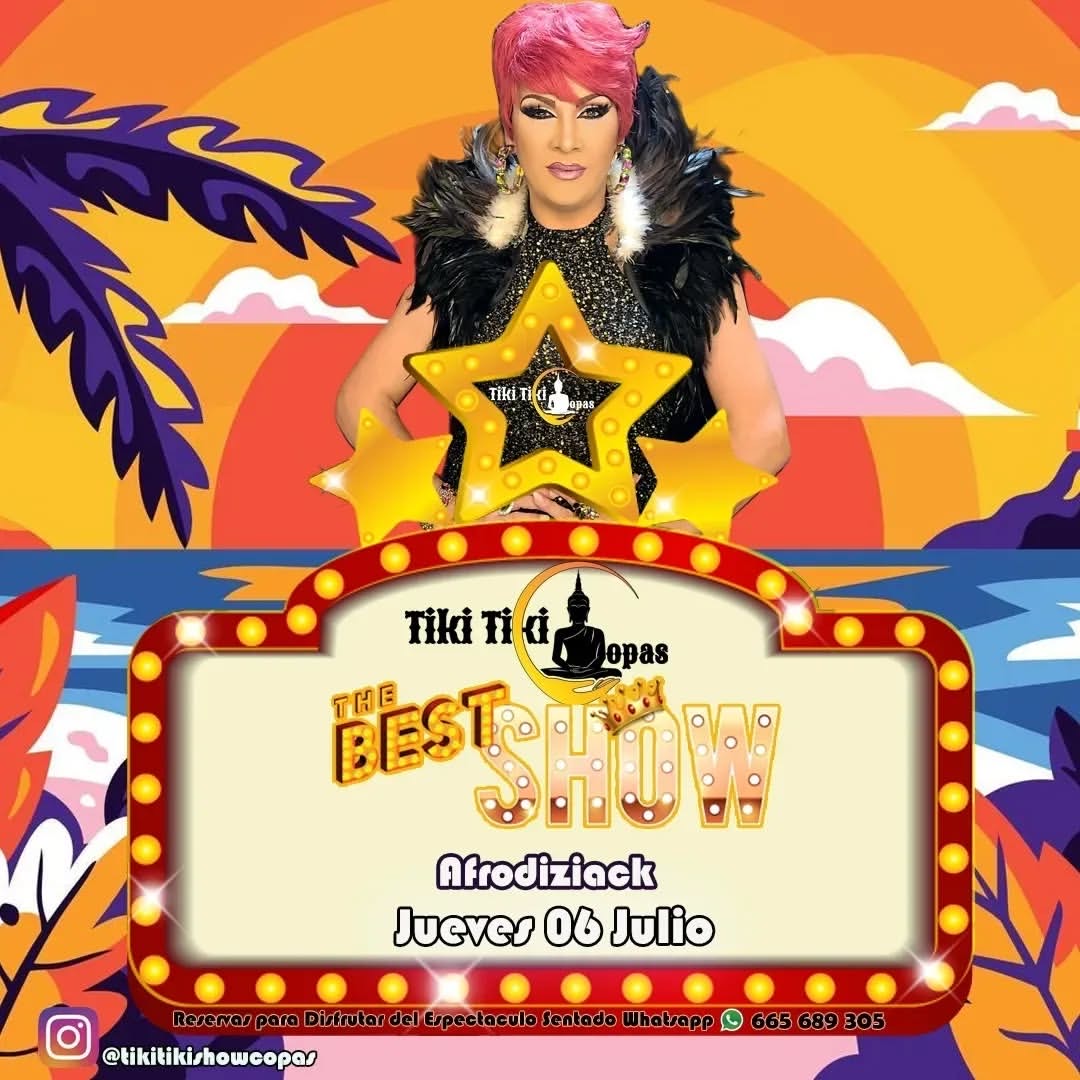 Tiki Tiki Copas
Tiki Tiki Copas
THE
BEST
SHOW
Afrodiziack
Jueves 06 Julio
Reservas para Disfrutar del Espectaculo Sentado Whatsapp 665 689 305
@tikitikishowcopas